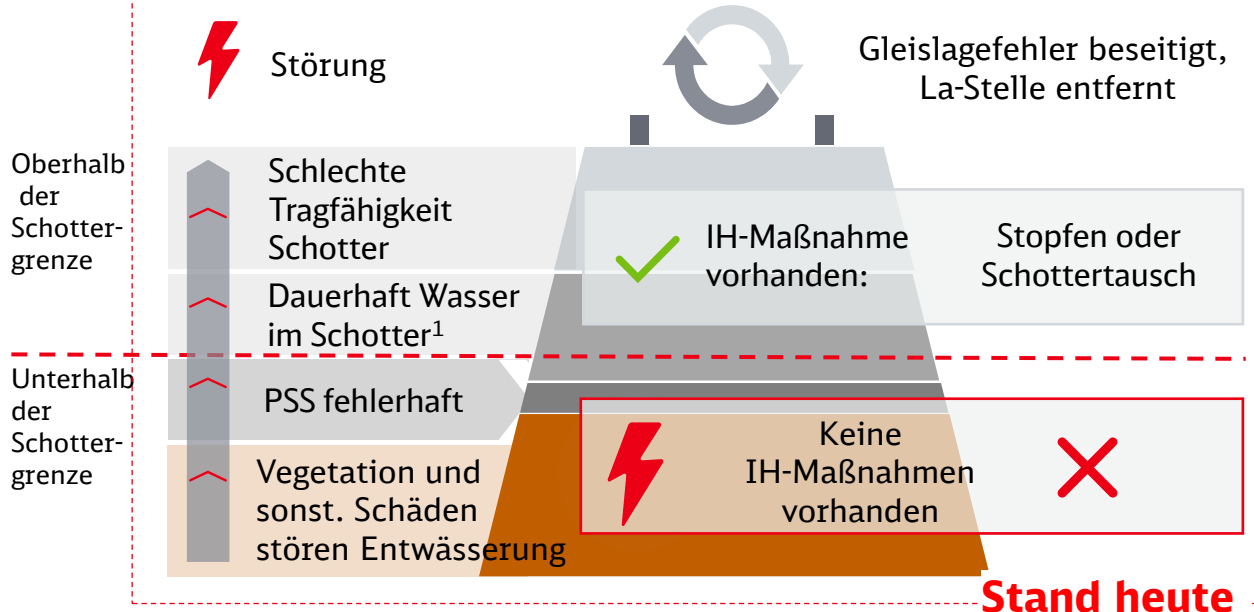 Störung
Gleislagefehler beseitigt,
La-Stelle entfernt
Oberhalb
der
Schotter-
grenze
Schlechte
Tragfähigkeit
Schotter
IH-Maßnahme
vorhanden:
Stopfen oder
Schottertausch
Dauerhaft Wasser
im Schotter¹
Unterhalb
der
Schotter-
grenze
PSS fehlerhaft
Keine
IH-Maßnahmen
vorhanden
Vegetation und
sonst. Schäden
stören Entwässerung
Stand heute